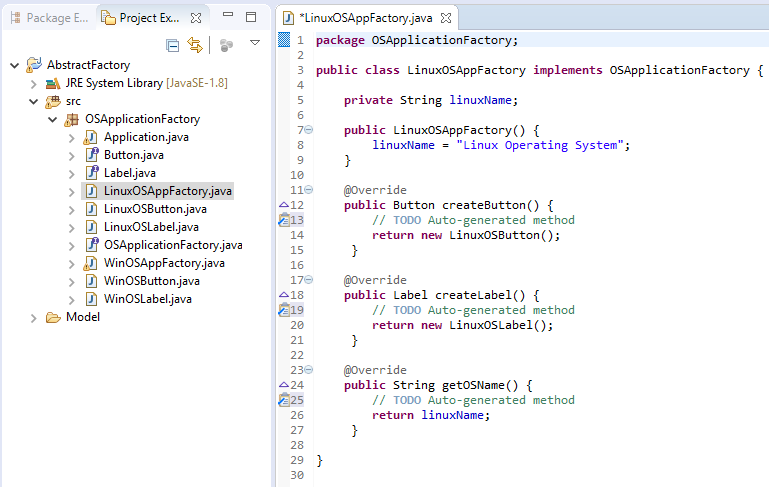 Package E...
Project Ex...
AbstractFactory
JRE System Library [JavaSE-1.8]
src
OSApplicationFactory
Application.java
Button.java
Label.java
LinuxOSAppFactory.java
LinuxOSButton.java
LinuxOSLabel.java
OSApplicationFactory.java
WinOSAppFactory.java
WinOSButton.java
WinOSLabel.java
Model
*LinuxOSAppFactory.java
1 package OSApplicationFactory;
2
3 public class LinuxOSAppFactory implements OSApplicationFactory {
4
5 private String linuxName;
6
7 public LinuxOSAppFactory() {
8 linuxName = "Linux Operating System";
9 }
10
11 @Override
12 public Button createButton() {
13 // TODO Auto-generated method
14 return new LinuxOSButton();
15 }
16
17 @Override
18 public Label createLabel() {
19 // TODO Auto-generated method
20 return new LinuxOSLabel();
21 }
22
23 @Override
24 public String getOSName() {
25 // TODO Auto-generated method
26 return linuxName;
27 }
28
29 }
30